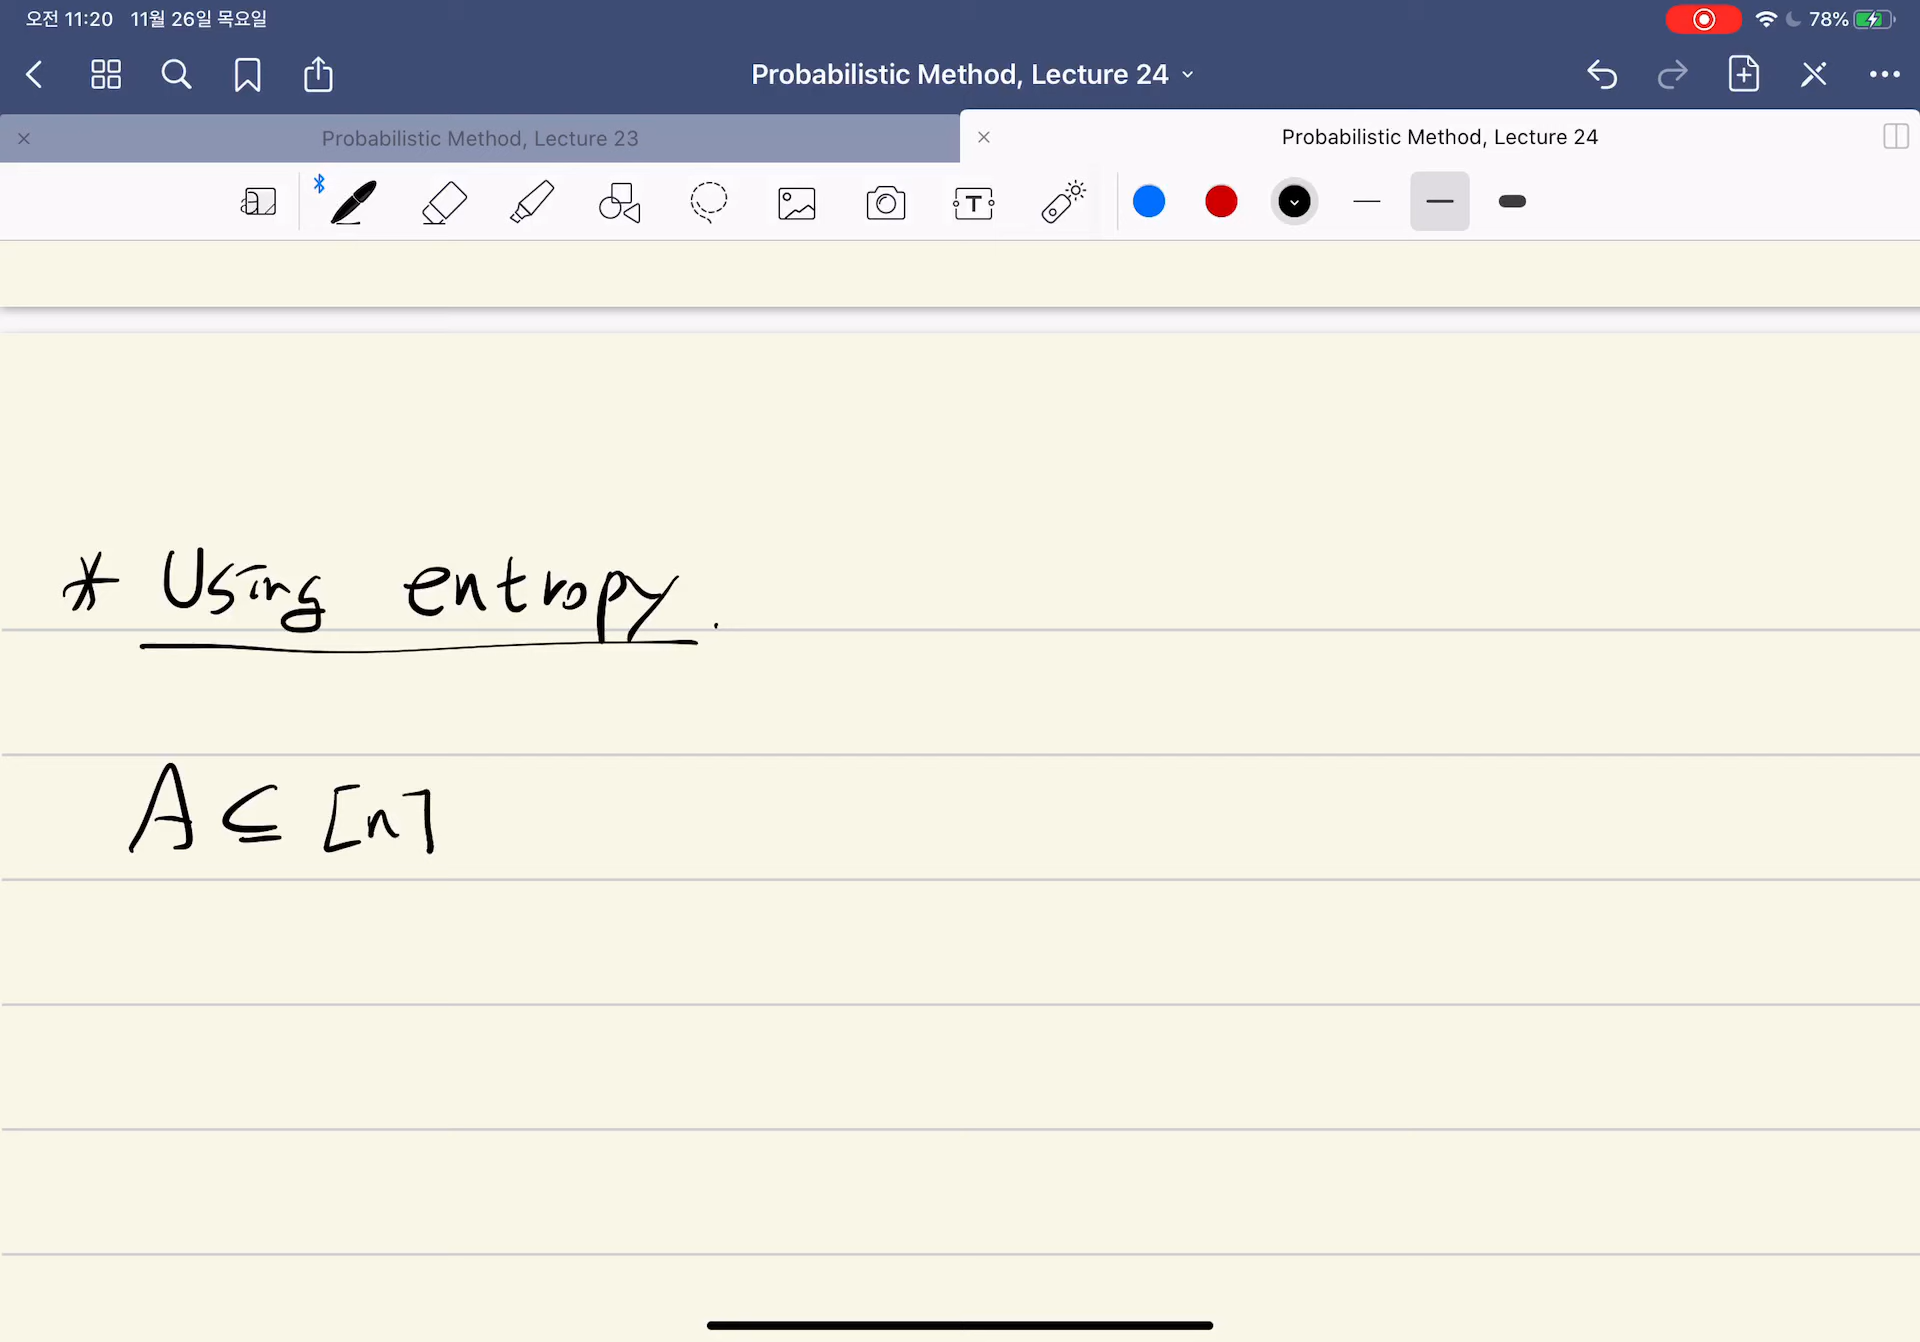 오전 11:20 11월 26일 목요일 78%
Probabilistic Method, Lecture 24
Probabilistic Method, Lecture 23
Probabilistic Method, Lecture 24
a T
* Using entropy.
A ⊆ [n]